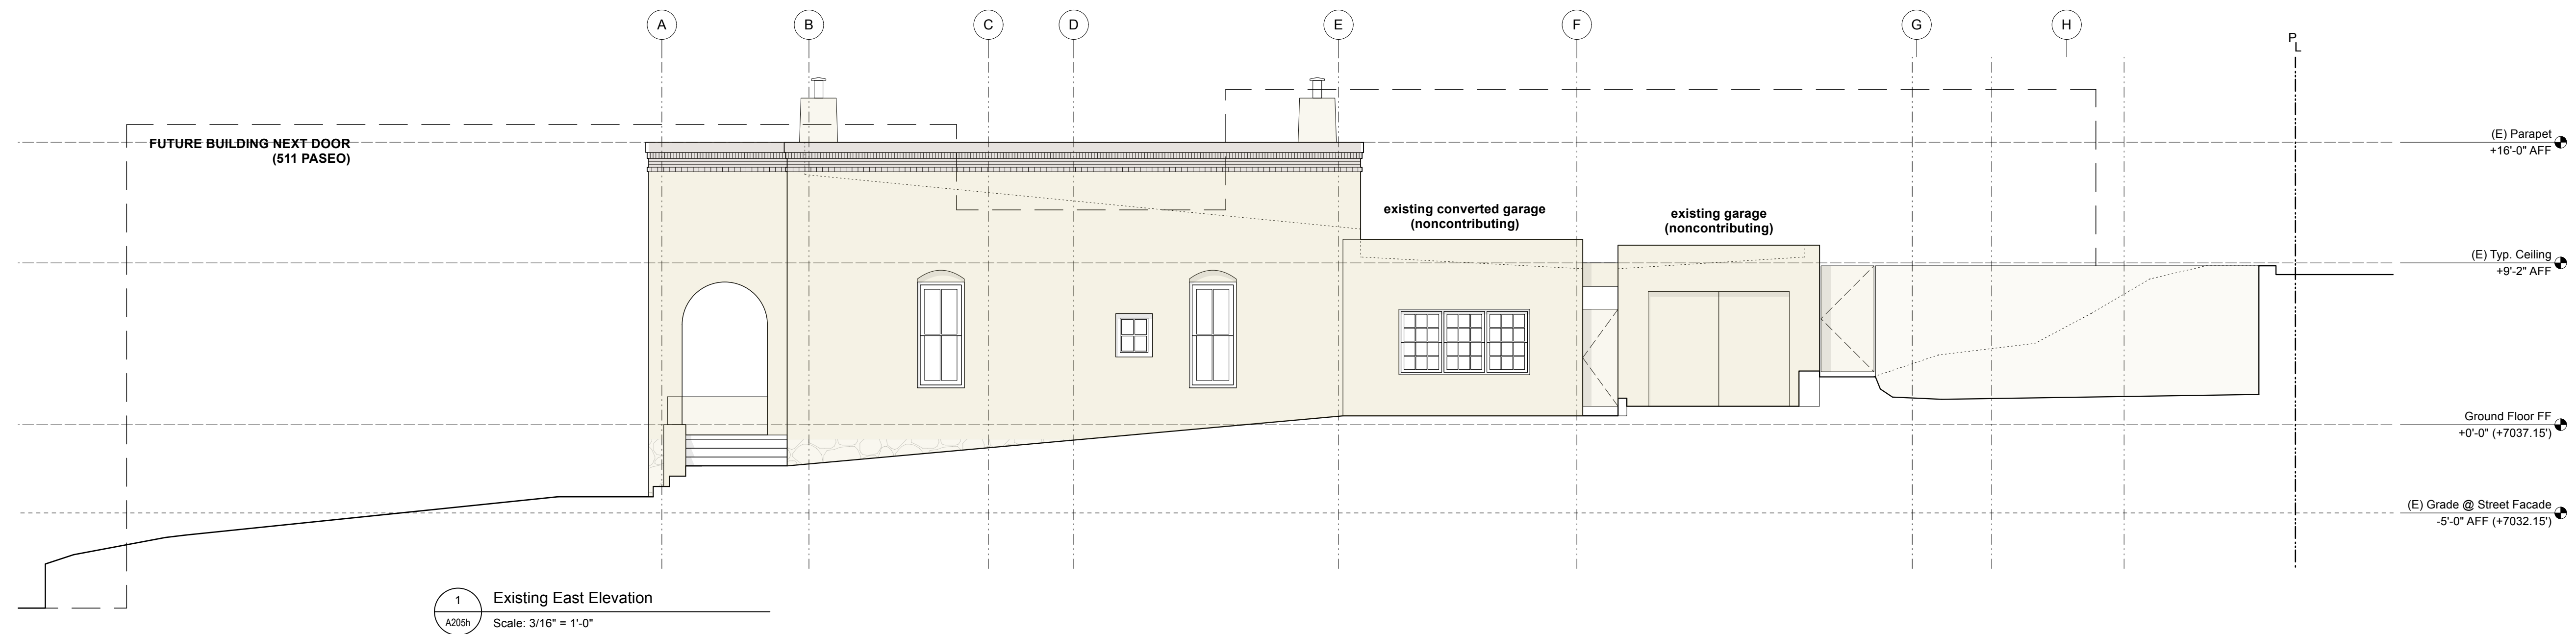 A
B
C
D
E
F
G
H
P
L
FUTURE BUILDING NEXT DOOR
(511 PASEO)
(E) Parapet
+16'-0" AFF
existing converted garage
(noncontributing)
existing garage
(noncontributing)
(E) Typ. Ceiling
+9'-2" AFF
Ground Floor FF
+0'-0" (+7037.15')
(E) Grade @ Street Facade
-5'-0" AFF (+7032.15')
1
A205h
Existing East Elevation
Scale: 3/16" = 1'-0"